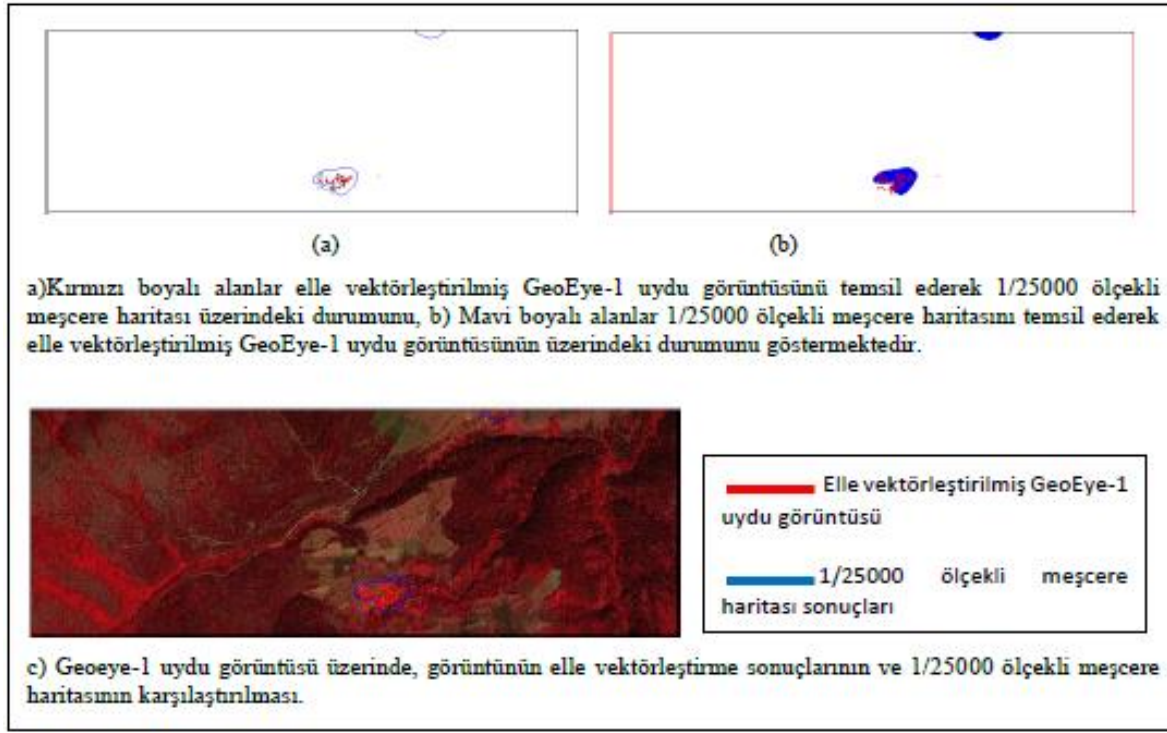 (a)
(b)
a)Kırmızı boyalı alanlar elle vektörleştirilmiş GeoEye-1 uydu görüntüsünü temsil ederek 1/25000 ölçekli
meşcere haritası üzerindeki durumunu, b) Mavi boyalı alanlar 1/25000 ölçekli meşcere haritasını temsil ederek
elle vektörleştirilmiş GeoEye-1 uydu görüntüsünün üzerindeki durumunu göstermektedir.
Elle vektörleştirilmiş GeoEye-1
uydu görüntüsü
1/25000 ölçekli meşcere
haritası sonuçları
c) Geoeye-1 uydu görüntüsü üzerinde, görüntünün elle vektörleştirme sonuçlarının ve 1/25000 ölçekli meşcere
haritasının karşılaştırılması.